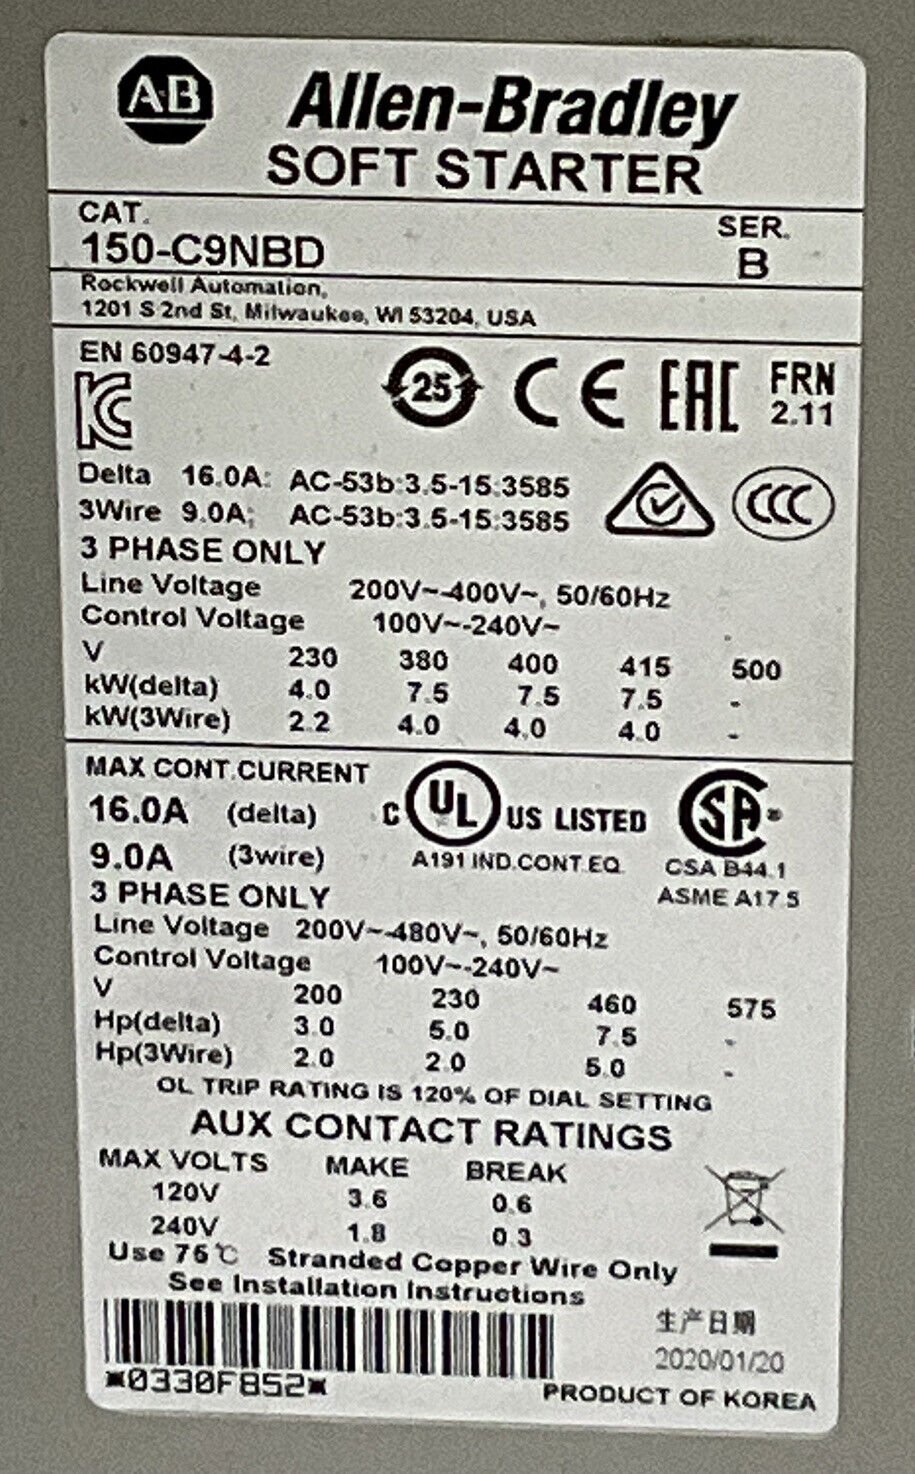 AB Allen-Bradley
SOFT STARTER
CAT. SER.
150-C9NBD B
Rockwell Automation,
1201 S 2nd St, Milwaukee, WI 53204, USA
EN 60947-4-2
KC 25 CE EAC FRN
2.11
Delta 16.0A: AC-53b:3.5-15:3585
3Wire 9.0A; AC-53b:3.5-15:3585
CCC
3 PHASE ONLY
Line Voltage 200V~-400V~, 50/60Hz
Control Voltage 100V~-240V~
V 230 380 400 415 500
kW(delta) 4.0 7.5 7.5 7.5 -
kW(3Wire) 2.2 4.0 4.0 4.0 -
MAX CONT.CURRENT
16.0A (delta) C UL US LISTED SA®
9.0A (3wire) A191 IND.CONT.EQ. CSA B44.1
3 PHASE ONLY ASME A17.5
Line Voltage 200V~-480V~, 50/60Hz
Control Voltage 100V~-240V~
V 200 230 460 575
Hp(delta) 3.0 5.0 7.5 -
Hp(3Wire) 2.0 2.0 5.0 -
OL TRIP RATING IS 120% OF DIAL SETTING
AUX CONTACT RATINGS
MAX VOLTS MAKE BREAK
120V 3.6 0.6
240V 1.8 0.3
Use 75℃ Stranded Copper Wire Only
See Installation Instructions
生产日期
2020/01/20
*0330F852*
PRODUCT OF KOREA